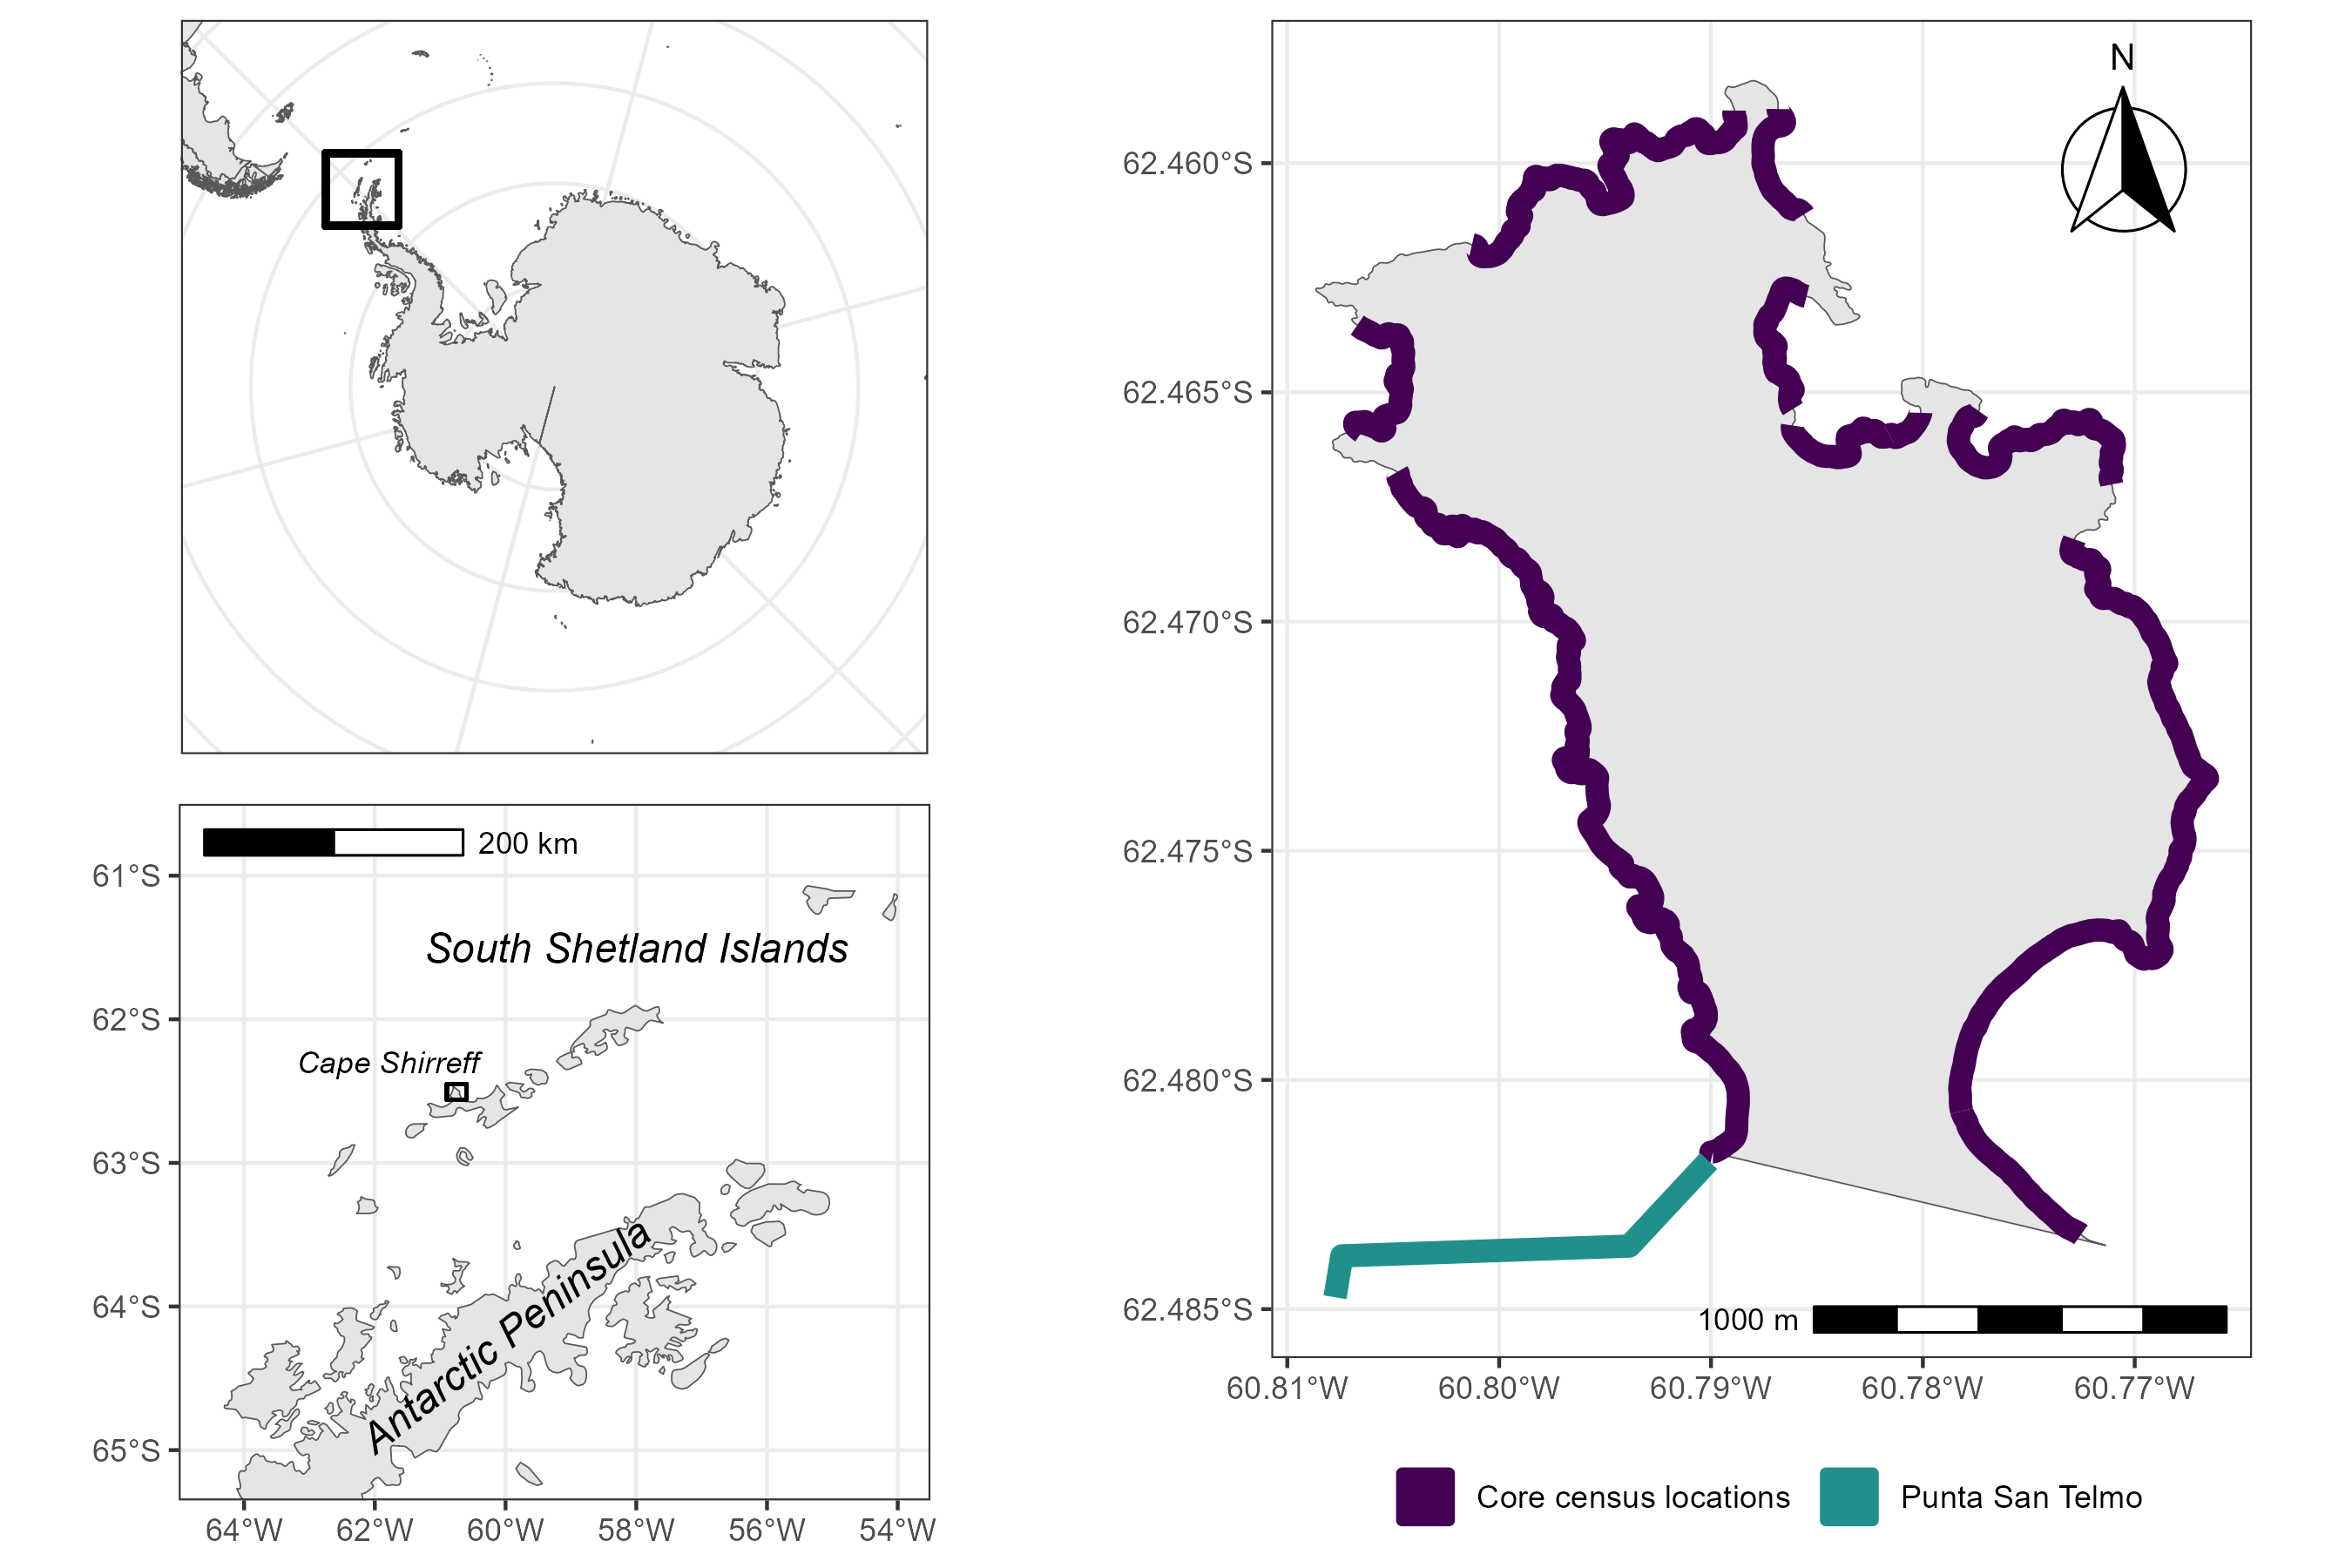 200 km
61°S
62°S
63°S
64°S
65°S
South Shetland Islands
Cape Shirreff
Antarctic Peninsula
64°W
62°W
60°W
58°W
56°W
54°W
N
62.460°S
62.465°S
62.470°S
62.475°S
62.480°S
62.485°S
1000 m
60.81°W
60.80°W
60.79°W
60.78°W
60.77°W
Core census locations
Punta San Telmo